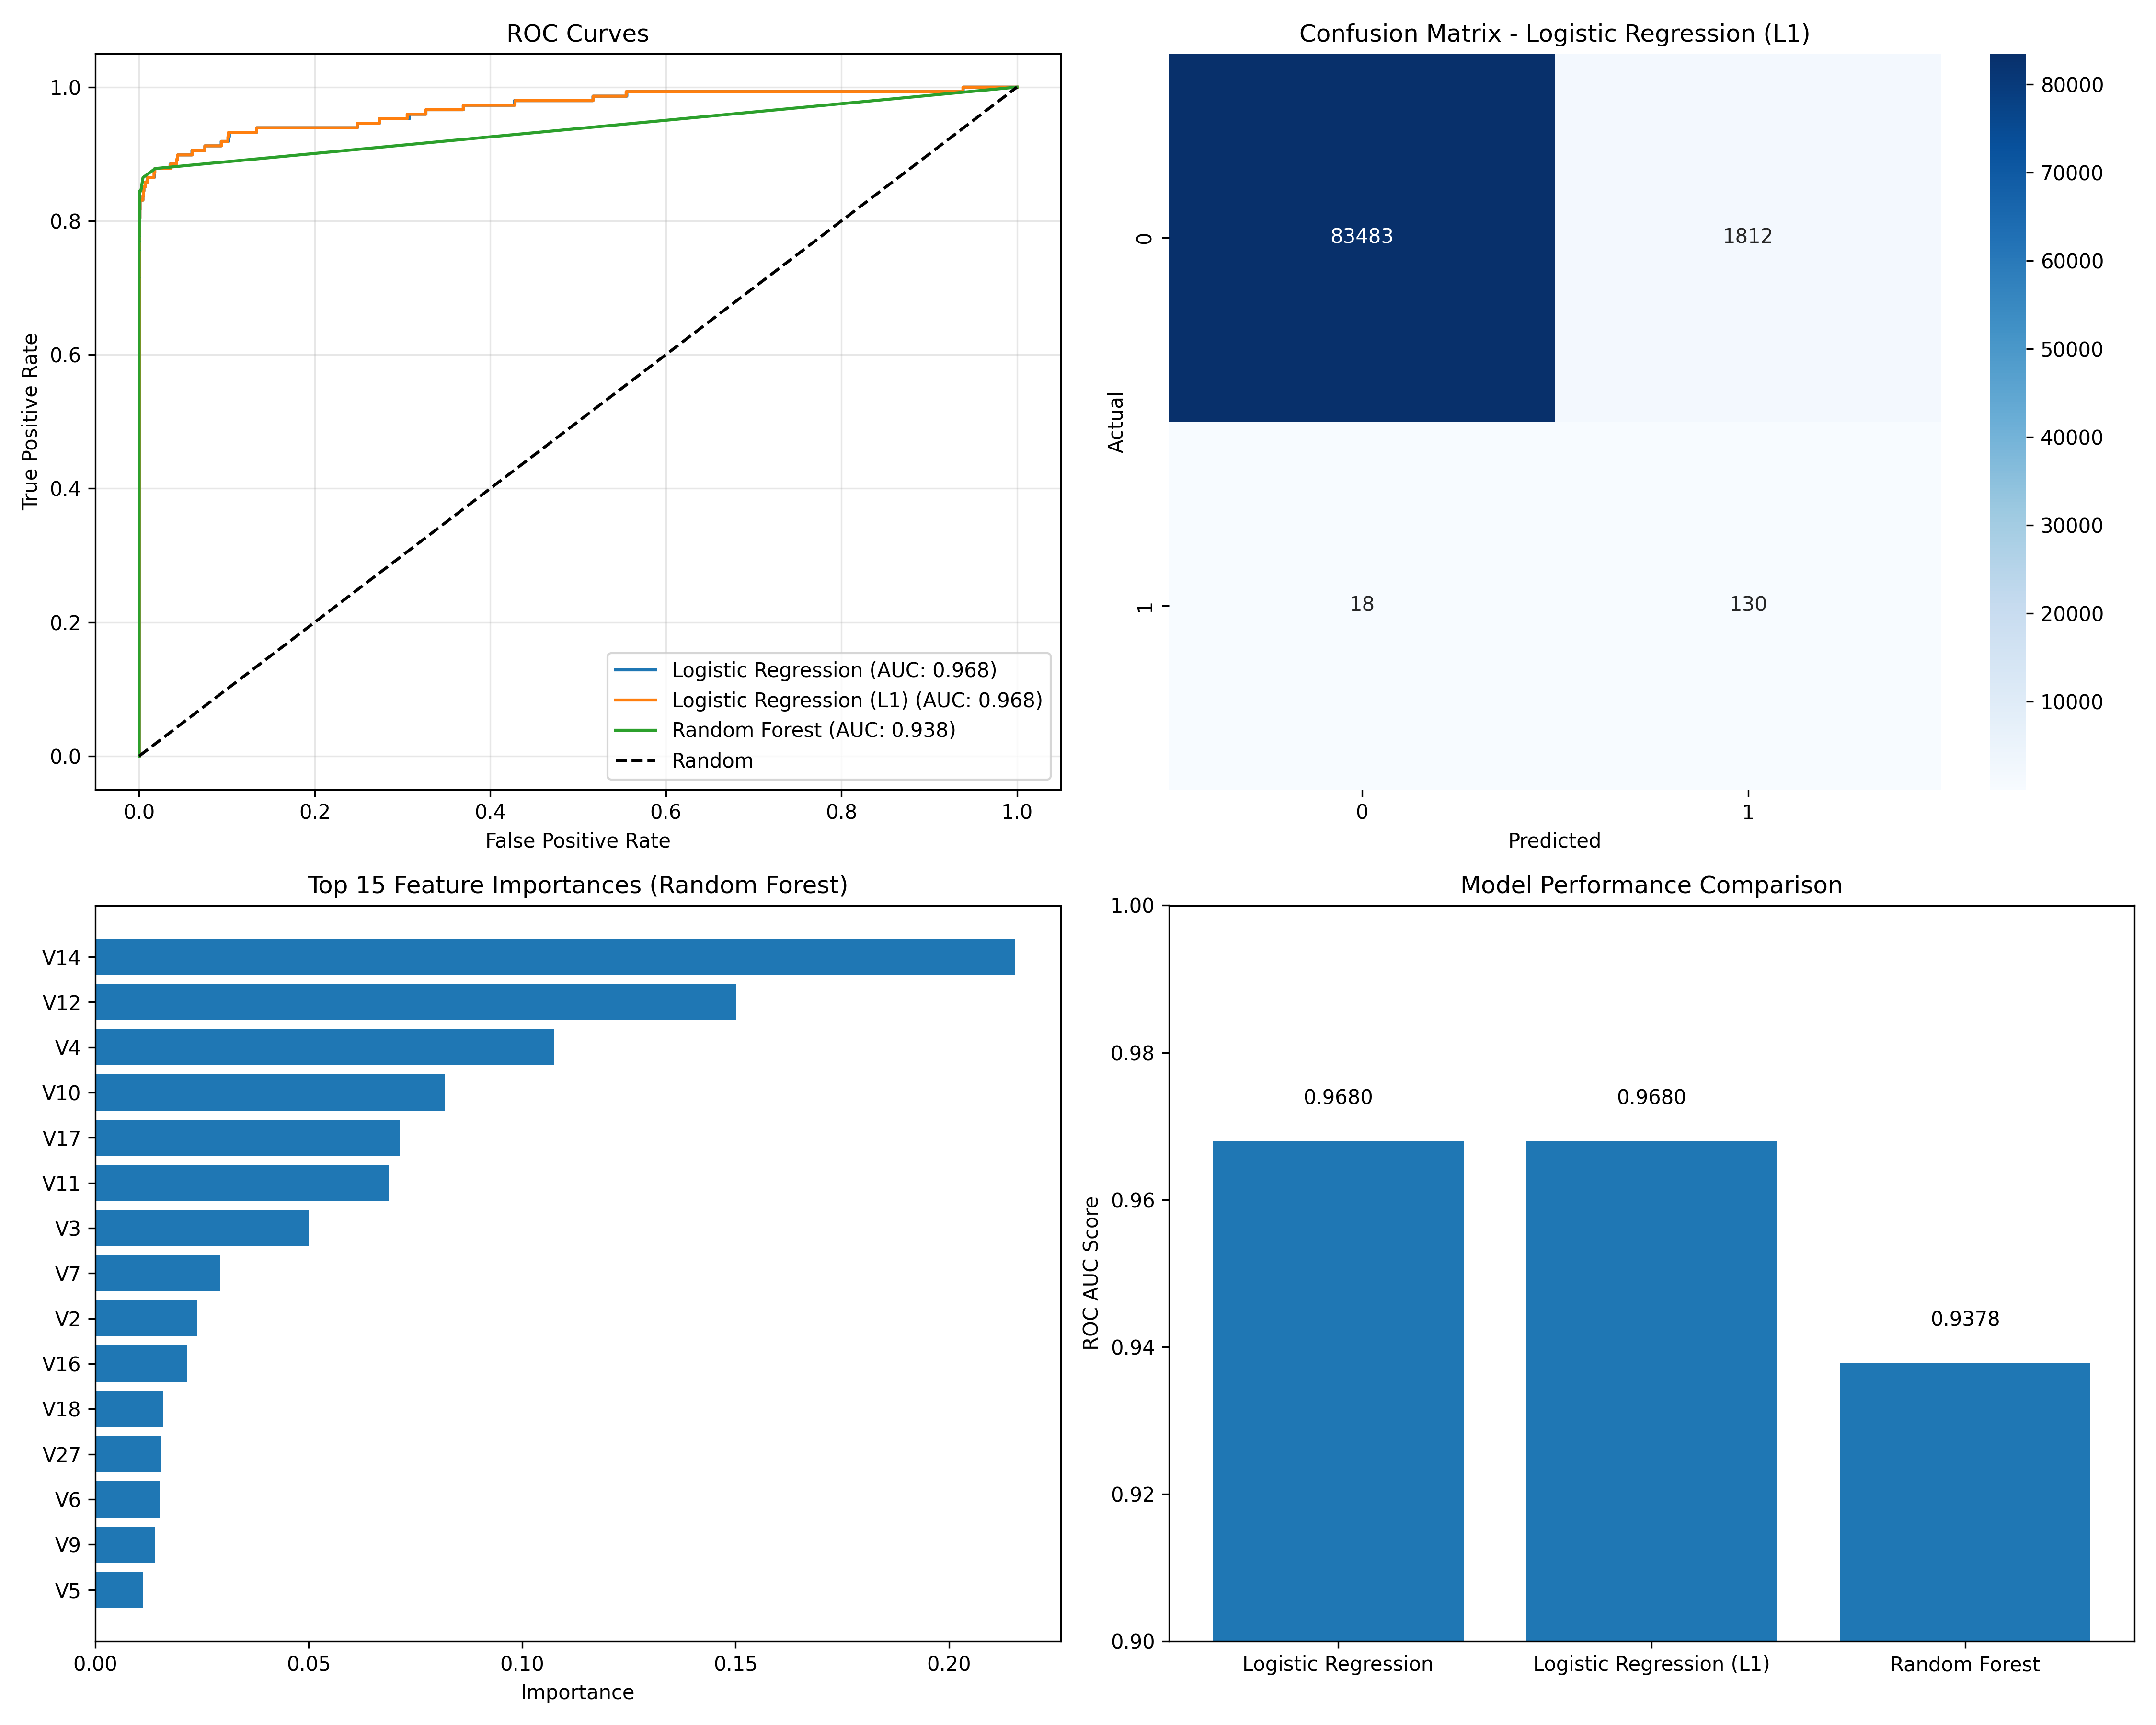 ROC Curves
True Positive Rate
1.0
0.8
0.6
0.4
0.2
0.0
0.0 0.2 0.4 0.6 0.8 1.0
False Positive Rate
Logistic Regression (AUC: 0.968)
Logistic Regression (L1) (AUC: 0.968)
Random Forest (AUC: 0.938)
Random
Confusion Matrix - Logistic Regression (L1)
Actual
0
1
83483 1812
18 130
0 1
Predicted
80000
70000
60000
50000
40000
30000
20000
10000
Top 15 Feature Importances (Random Forest)
V14
V12
V4
V10
V17
V11
V3
V7
V2
V16
V18
V27
V6
V9
V5
0.00 0.05 0.10 0.15 0.20
Importance
Model Performance Comparison
ROC AUC Score
1.00
0.98
0.96
0.94
0.92
0.90
0.9680 0.9680 0.9378
Logistic Regression Logistic Regression (L1) Random Forest